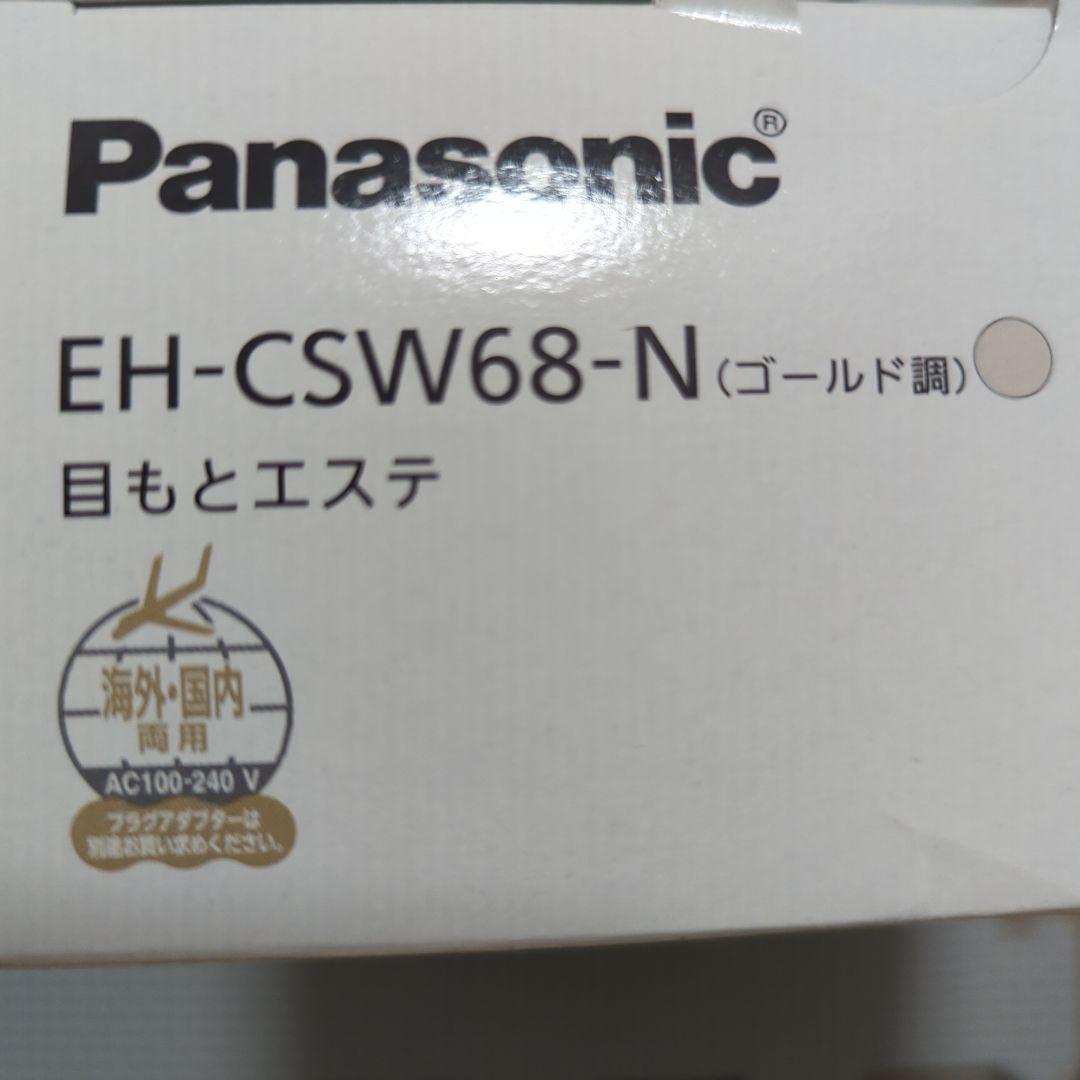 Panasonic®
EH-CSW68-N(ゴールド調)
目もとエステ
海外・国内
両用
AC100-240 V
プラグアダプターは
別途お買い求めください。